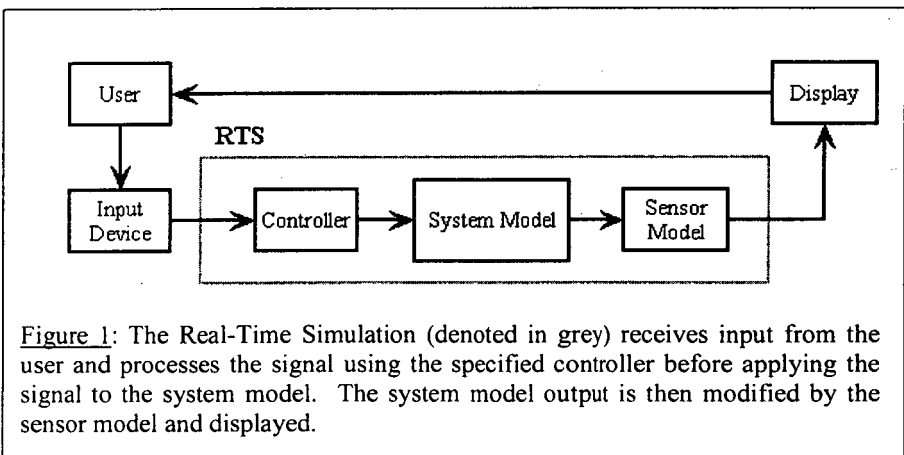 User
Display
RTS
Input
Device
Controller
System Model
Sensor
Model
Figure 1: The Real-Time Simulation (denoted in grey) receives input from the
user and processes the signal using the specified controller before applying the
signal to the system model. The system model output is then modified by the
sensor model and displayed.